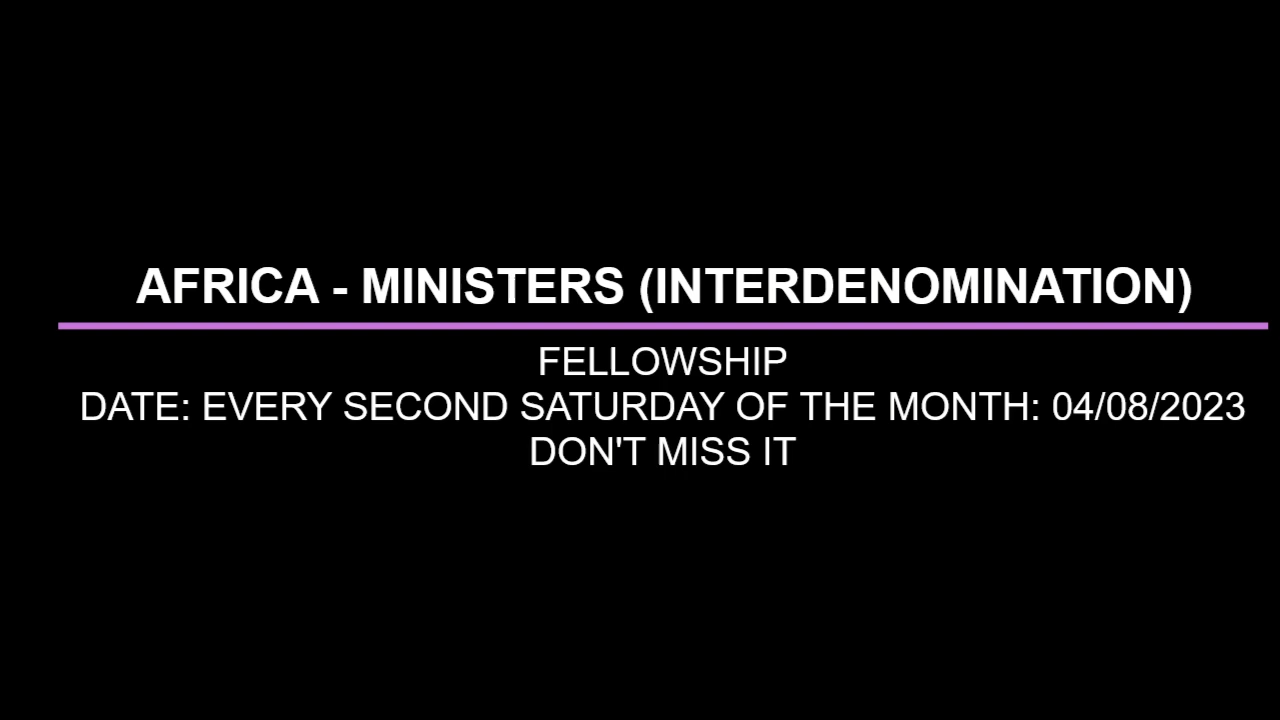 AFRICA - MINISTERS (INTERDENOMINATION)
FELLOWSHIP
DATE: EVERY SECOND SATURDAY OF THE MONTH: 04/08/2023
DON'T MISS IT